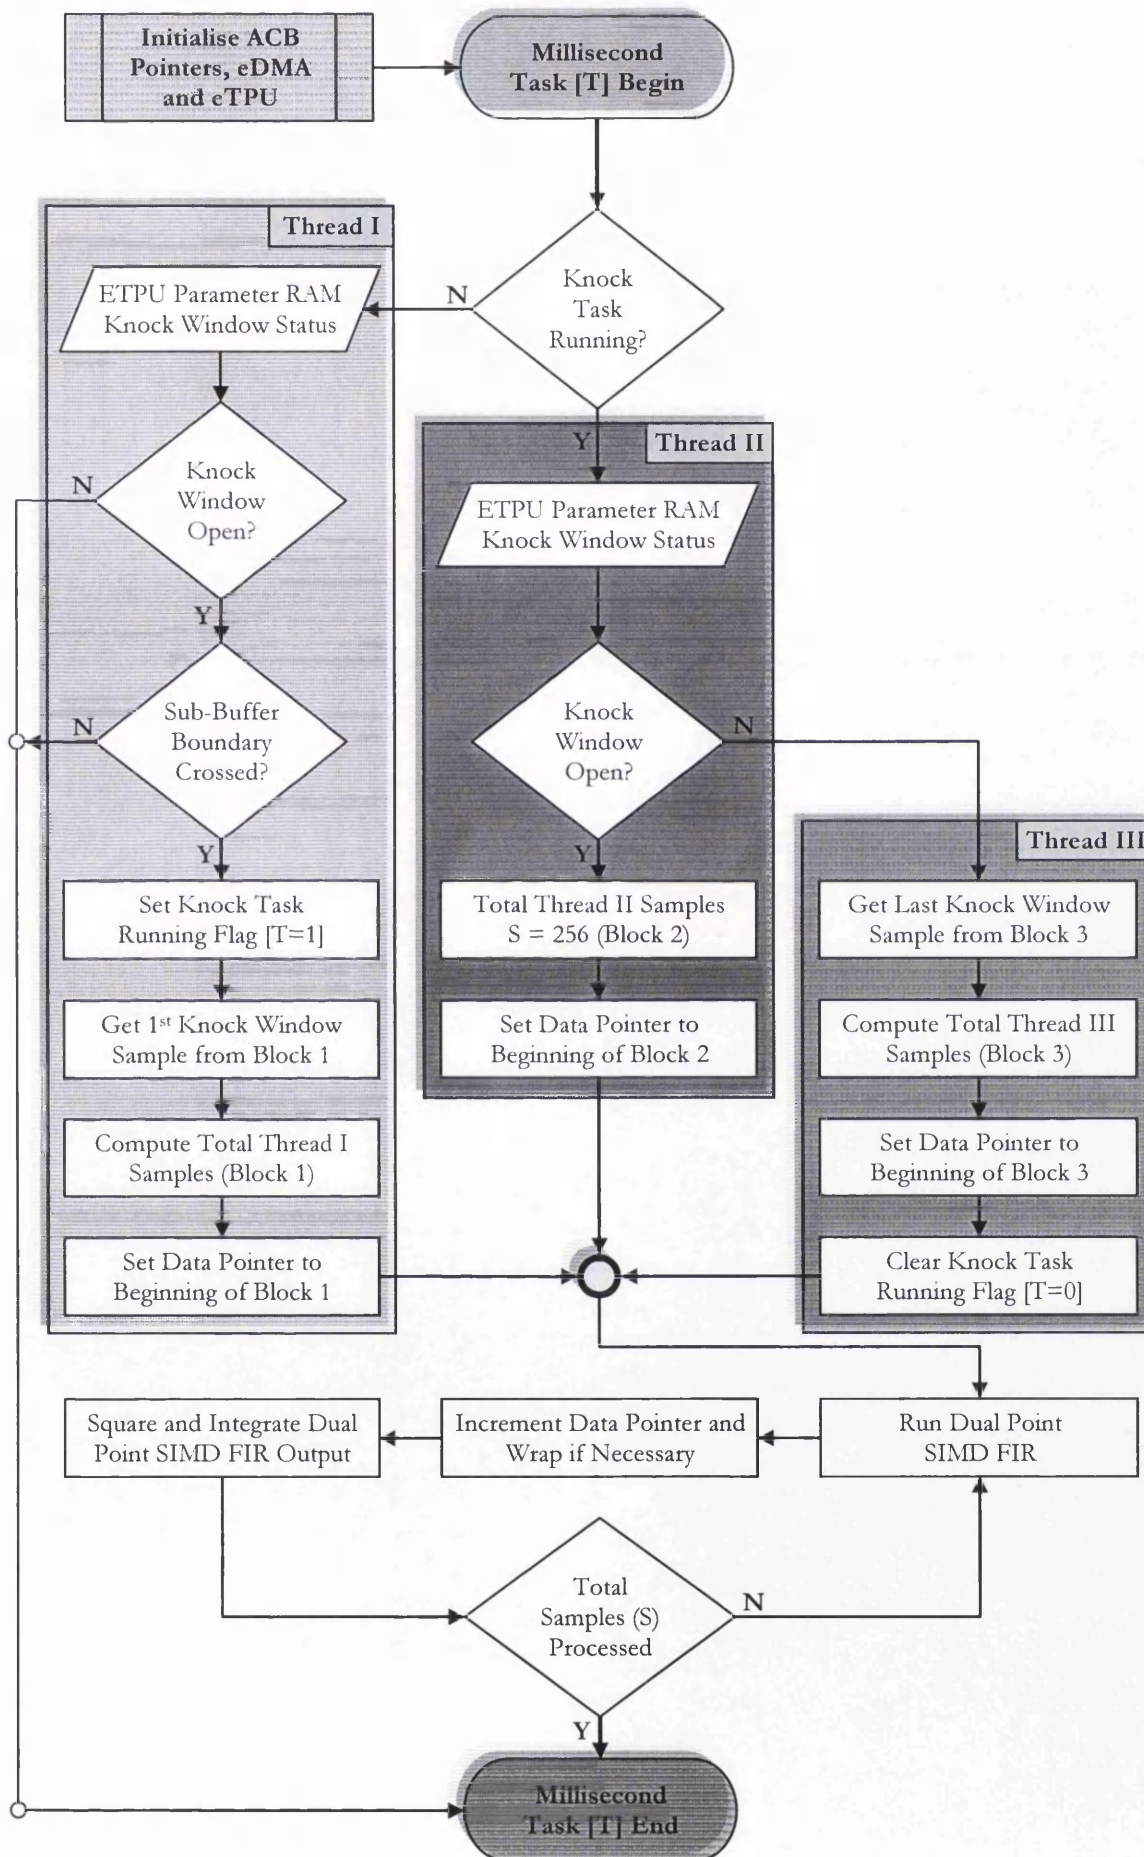 Initialise ACB
Pointers, eDMA
and eTPU
Millisecond
Task [T] Begin
Knock
Task
Running?
N
Y
Thread I
ETPU Parameter RAM
Knock Window Status
Knock
Window
Open?
N
Y
Sub-Buffer
Boundary
Crossed?
N
Y
Set Knock Task
Running Flag [T=1]
Get 1st Knock Window
Sample from Block 1
Compute Total Thread I
Samples (Block 1)
Set Data Pointer to
Beginning of Block 1
Thread II
ETPU Parameter RAM
Knock Window Status
Knock
Window
Open?
N
Y
Total Thread II Samples
S = 256 (Block 2)
Set Data Pointer to
Beginning of Block 2
Thread III
Get Last Knock Window
Sample from Block 3
Compute Total Thread III
Samples (Block 3)
Set Data Pointer to
Beginning of Block 3
Clear Knock Task
Running Flag [T=0]
Run Dual Point
SIMD FIR
Increment Data Pointer and
Wrap if Necessary
Square and Integrate Dual
Point SIMD FIR Output
Total
Samples (S)
Processed
N
Y
Millisecond
Task [T] End